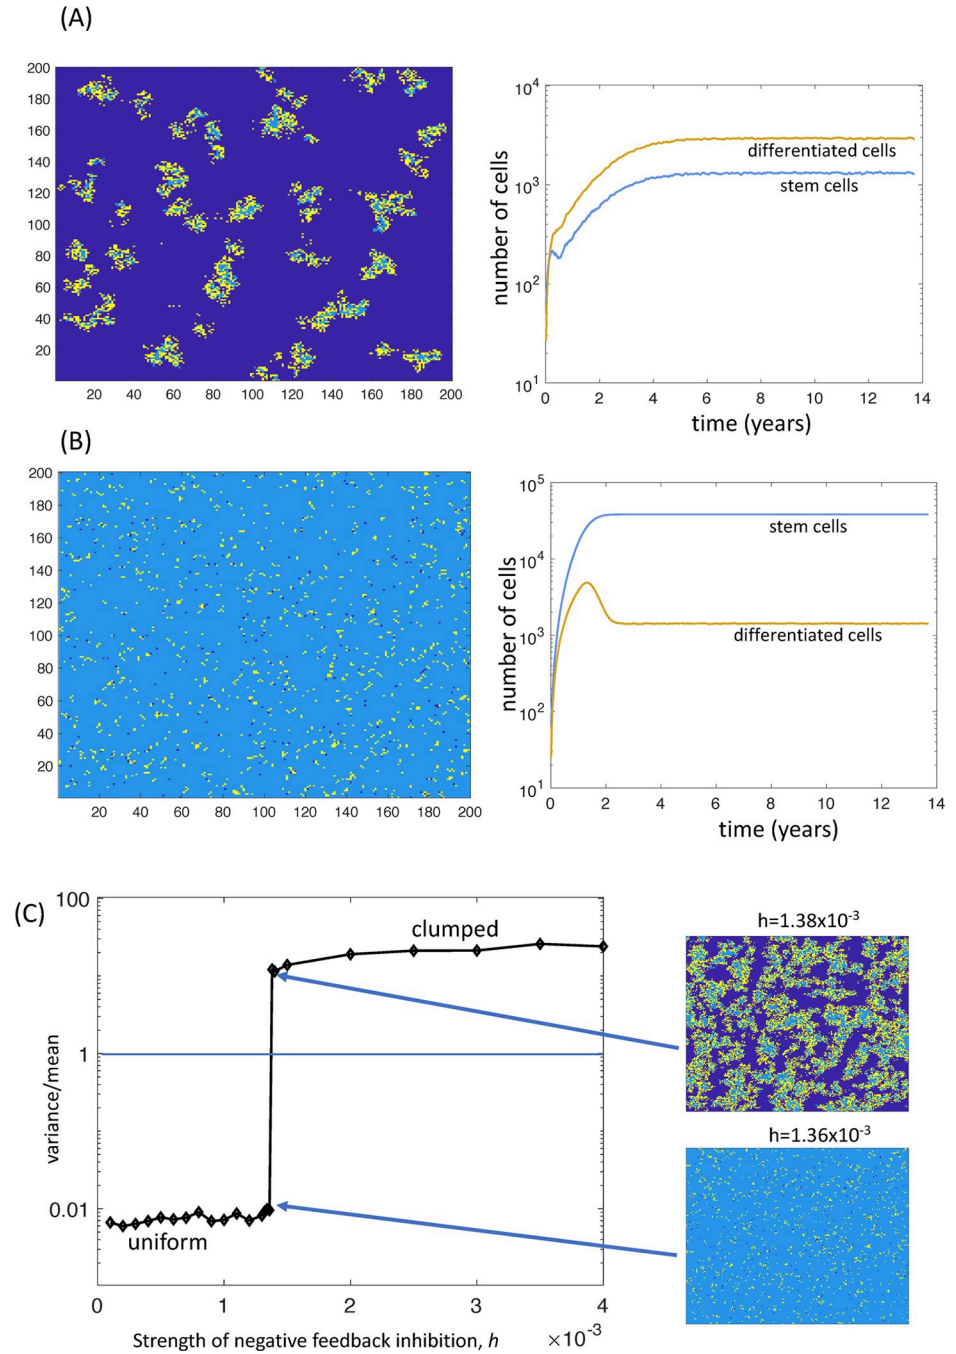 (A)
200
180
160
140
120
100
80
60
40
20
20 40 60 80 100 120 140 160 180 200
number of cells
10^4
10^3
10^2
10^1
differentiated cells
stem cells
0 2 4 6 8 10 12 14
time (years)
(B)
200
180
160
140
120
100
80
60
40
20
20 40 60 80 100 120 140 160 180 200
number of cells
10^5
10^4
10^3
10^2
10^1
stem cells
differentiated cells
0 2 4 6 8 10 12 14
time (years)
(C)
variance/mean
100
1
0.01
clumped
uniform
0 1 2 3 4
Strength of negative feedback inhibition, h
×10^-3
h=1.38x10^-3
h=1.36x10^-3